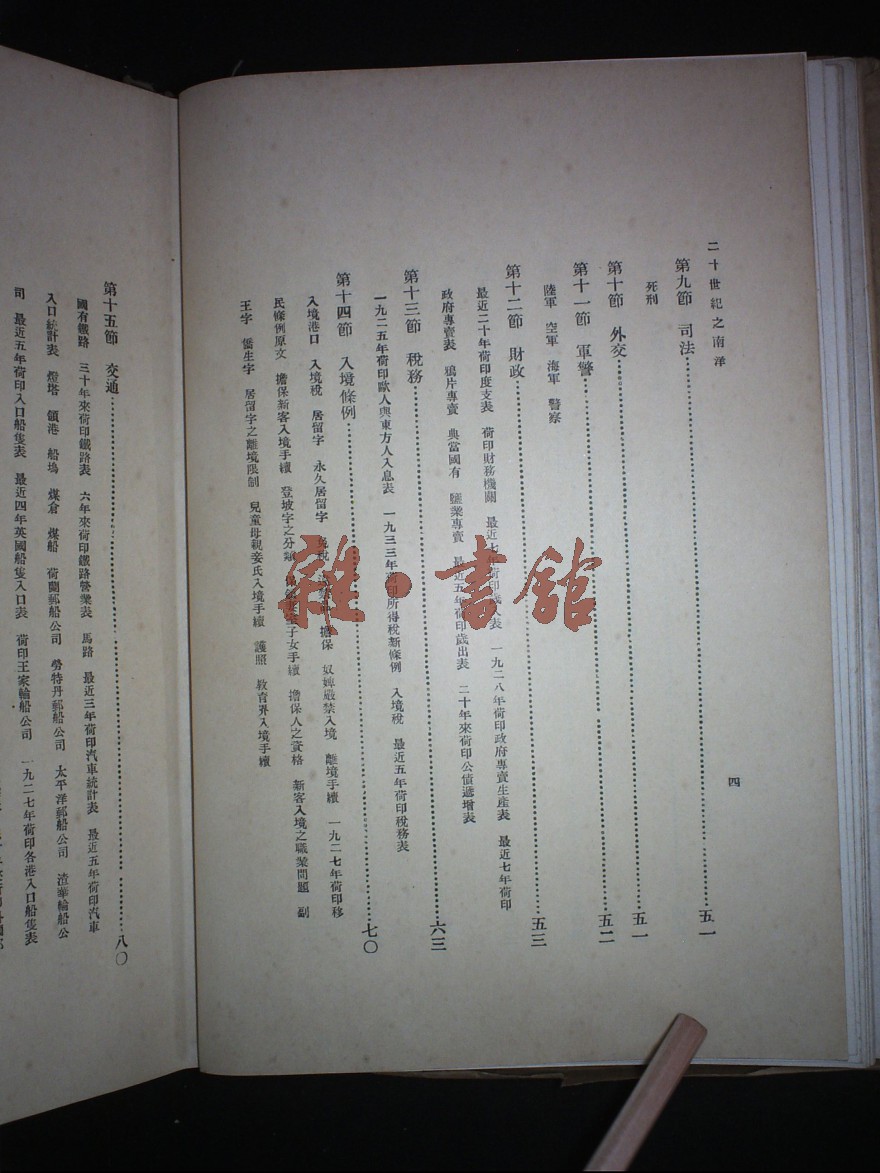 二十世紀之南洋
四
第九節 司法……五一
死刑
第十節 外交……五一
第十一節 軍警……五二
陸軍 空軍 海軍 警察
第十二節 財政……五三
最近二十年荷印度支表 荷印財務機關 最近七年荷印歲入表 一九二八年荷印政府專賣生產表 最近七年荷印
政府專賣表 鴉片專賣 典當國有 鹽業專賣 最近五年荷印歲出表 二十年來荷印公債遞增表
第十三節 稅務……六三
一九二五年荷印歐人與東方人入息表 一九三三年荷印所得稅新條例 入境稅 最近五年荷印稅務表
第十四節 入境條例……七〇
入境港口 入境稅 居留字 永久居留字 免稅 擔保 奴婢嚴禁入境 離境手續 一九二七年荷印移
民條例原文 擔保新客入境手續 登坡字之分類 子女手續 擔保人之資格 新客入境之職業問題 副
王字 僑生字 居留字之離境限制 兒童母親妾氏入境手續 護照 教育界入境手續
第十五節 交通……八〇
國有鐵路 三十年來荷印鐵路表 六年來荷印鐵路營業表 馬路 最近三年荷印汽車統計表 最近五年荷印汽車
入口統計表 燈塔 領港 船塢 煤倉 煤船 荷蘭郵船公司 勞特丹郵船公司 太平洋郵船公司 渣華輪船公
司 最近五年荷印入口船隻表 最近四年英國船隻入口表 荷印王家輪船公司 一九二七年荷印各港入口船隻表
雜·書館